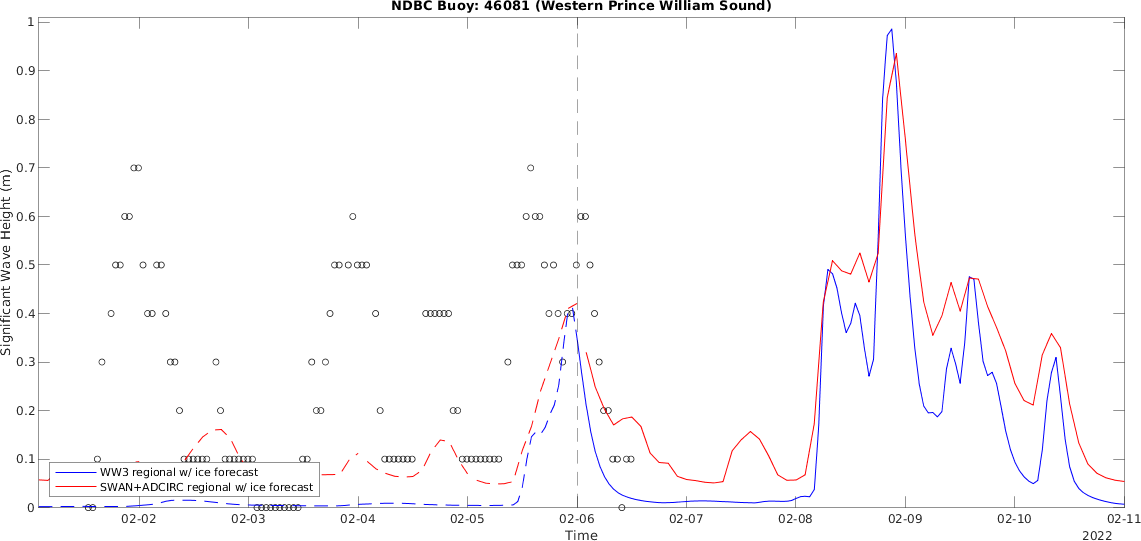 NDBC Buoy: 46081 (Western Prince William Sound)
1
0.9
0.8
0.7
0.6
0.5
0.4
0.3
0.2
0.1
0
Significant Wave Height (m)
WW3 regional w/ ice forecast
SWAN+ADCIRC regional w/ ice forecast
02-02 02-03 02-04 02-05 02-06 02-07 02-08 02-09 02-10 02-11
Time
2022